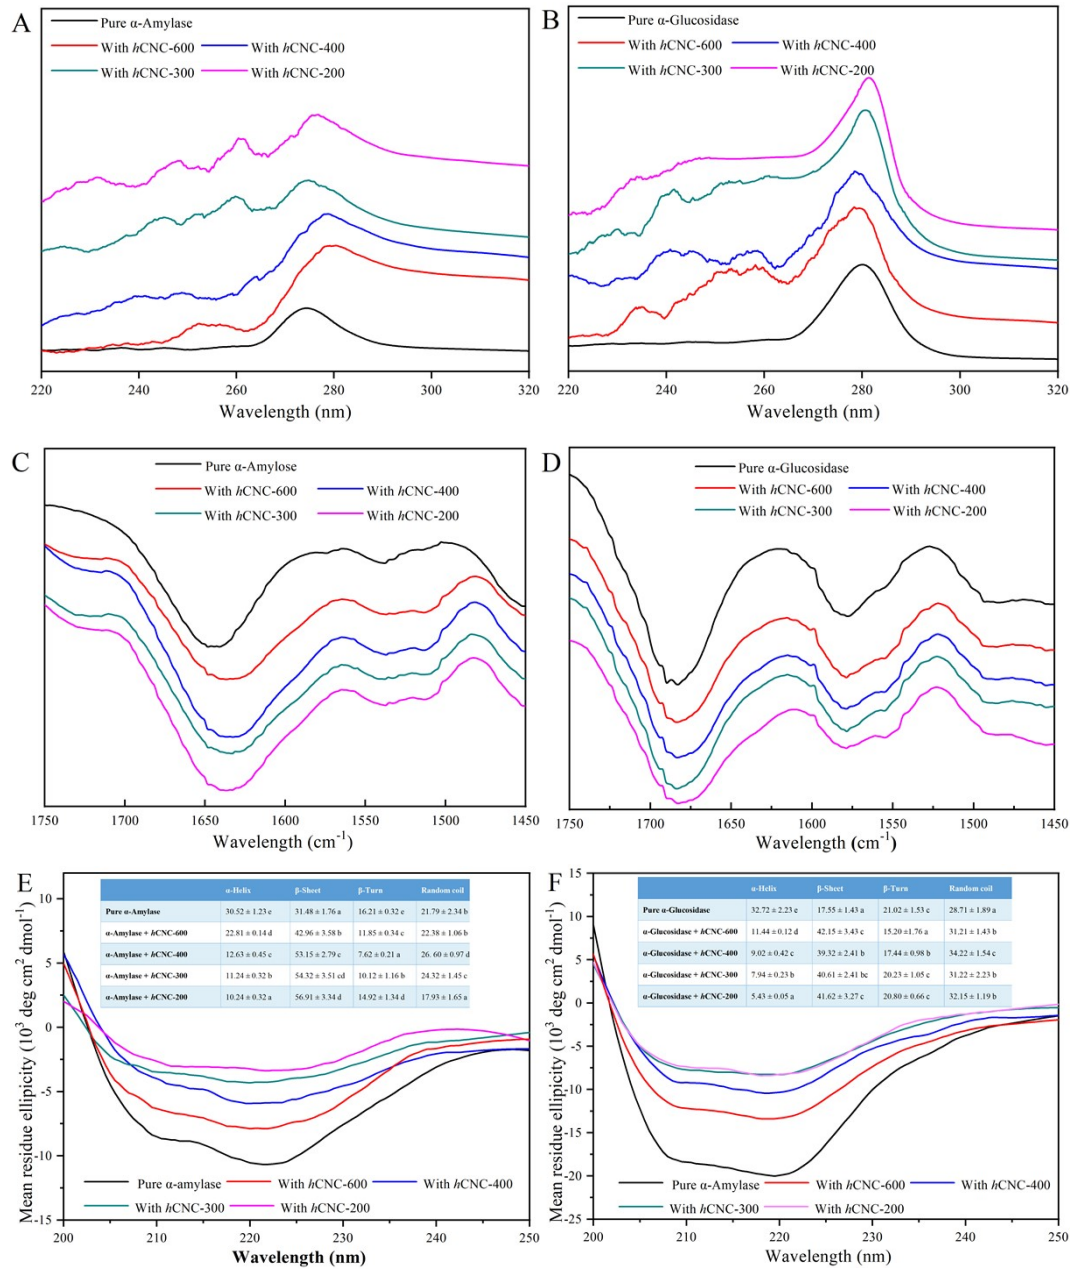 A
Pure α-Amylase
With hCNC-600 With hCNC-400
With hCNC-300 With hCNC-200
220 240 260 280 300 320
Wavelength (nm)
B
Pure α-Glucosidase
With hCNC-600 With hCNC-400
With hCNC-300 With hCNC-200
220 240 260 280 300 320
Wavelength (nm)
C
Pure α-Amylose
With hCNC-600 With hCNC-400
With hCNC-300 With hCNC-200
1750 1700 1650 1600 1550 1500 1450
Wavelength (cm-1)
D
Pure α-Glucosidase
With hCNC-600 With hCNC-400
With hCNC-300 With hCNC-200
1750 1700 1650 1600 1550 1500 1450
Wavelength (cm-1)
E
Mean residue ellipicity (103 deg cm2 dmol-1)
10
0
-5
-10
-15
α-Helix β-Sheet β-Turn Random coil
Pure α-Amylase 30.52 ± 1.23 e 31.48 ± 1.76 a 16.21 ± 0.32 e 21.79 ± 2.34 b
α-Amylase + hCNC-600 22.81 ± 0.14 d 42.96 ± 3.58 b 11.85 ± 0.34 c 22.38 ± 1.06 b
α-Amylase + hCNC-400 12.63 ± 0.45 c 53.15 ± 2.79 c 7.62 ± 0.21 a 26. 60 ± 0.97 d
α-Amylase + hCNC-300 11.24 ± 0.32 b 54.32 ± 3.51 cd 10.12 ± 1.16 b 24.32 ± 1.45 c
α-Amylase + hCNC-200 10.24 ± 0.32 a 56.91 ± 3.34 d 14.92 ± 1.34 d 17.93 ± 1.65 a
Pure α-amylase With hCNC-600 With hCNC-400
With hCNC-300 With hCNC-200
200 210 220 230 240 250
Wavelength (nm)
F
Mean residue ellipicity (103 deg cm2 dmol-1)
15
10
5
0
-5
-10
-15
-20
-25
α-Helix β-Sheet β-Turn Random coil
Pure α-Glucosidase 32.72 ± 2.23 e 17.55 ± 1.43 a 21.02 ± 1.53 c 28.71 ± 1.89 a
α-Glucosidase + hCNC-600 11.44 ± 0.12 d 42.15 ± 3.43 c 15.20 ±1.76 a 31.21 ± 1.43 b
α-Glucosidase + hCNC-400 9.02 ± 0.42 c 39.32 ± 2.41 b 17.44 ± 0.98 b 34.22 ± 1.54 c
α-Glucosidase + hCNC-300 7.94 ± 0.23 b 40.61 ± 2.41 bc 20.23 ± 1.05 c 31.22 ± 2.23 b
α-Glucosidase + hCNC-200 5.43 ± 0.05 a 41.62 ± 3.27 c 20.80 ± 0.66 c 32.15 ± 1.19 b
Pure α-Amylase With hCNC-600 With hCNC-400
With hCNC-300 With hCNC-200
200 210 220 230 240 250
Wavelength (nm)